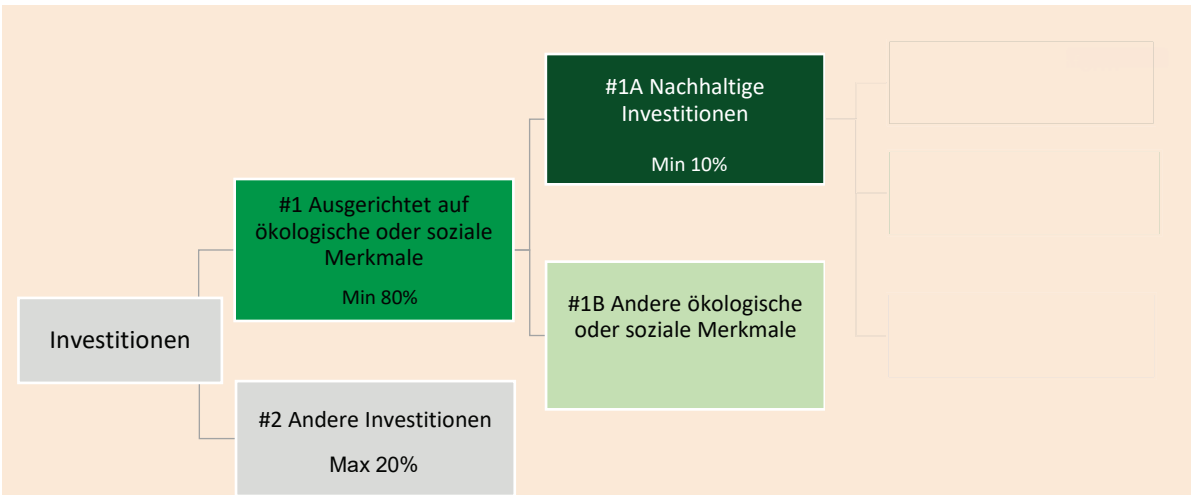 Investitionen
#1 Ausgerichtet auf
ökologische oder soziale
Merkmale
Min 80%
#2 Andere Investitionen
Max 20%
#1A Nachhaltige
Investitionen
Min 10%
#1B Andere ökologische
oder soziale Merkmale